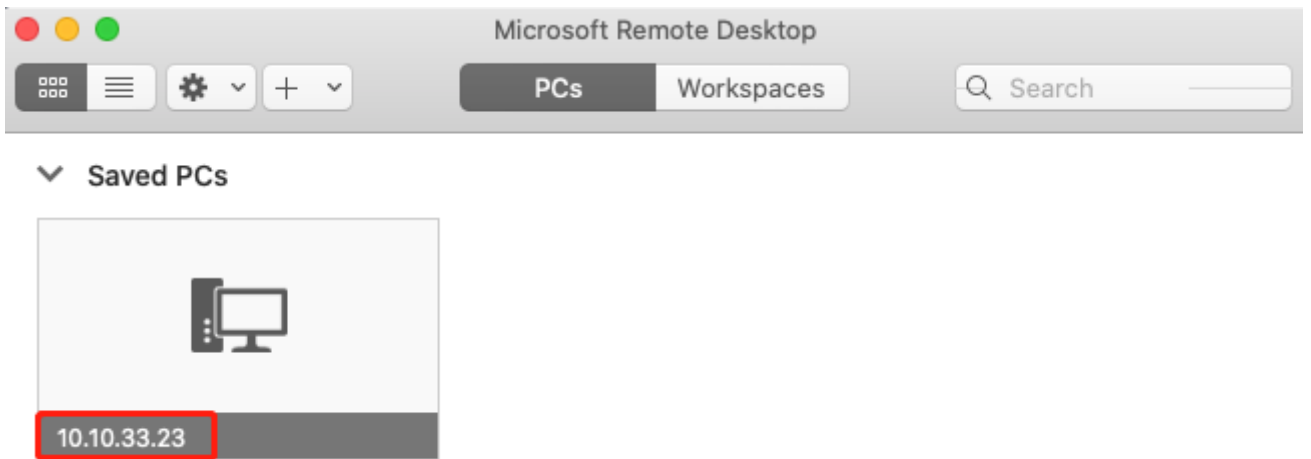 Microsoft Remote Desktop
PCs Workspaces Search
Saved PCs
10.10.33.23